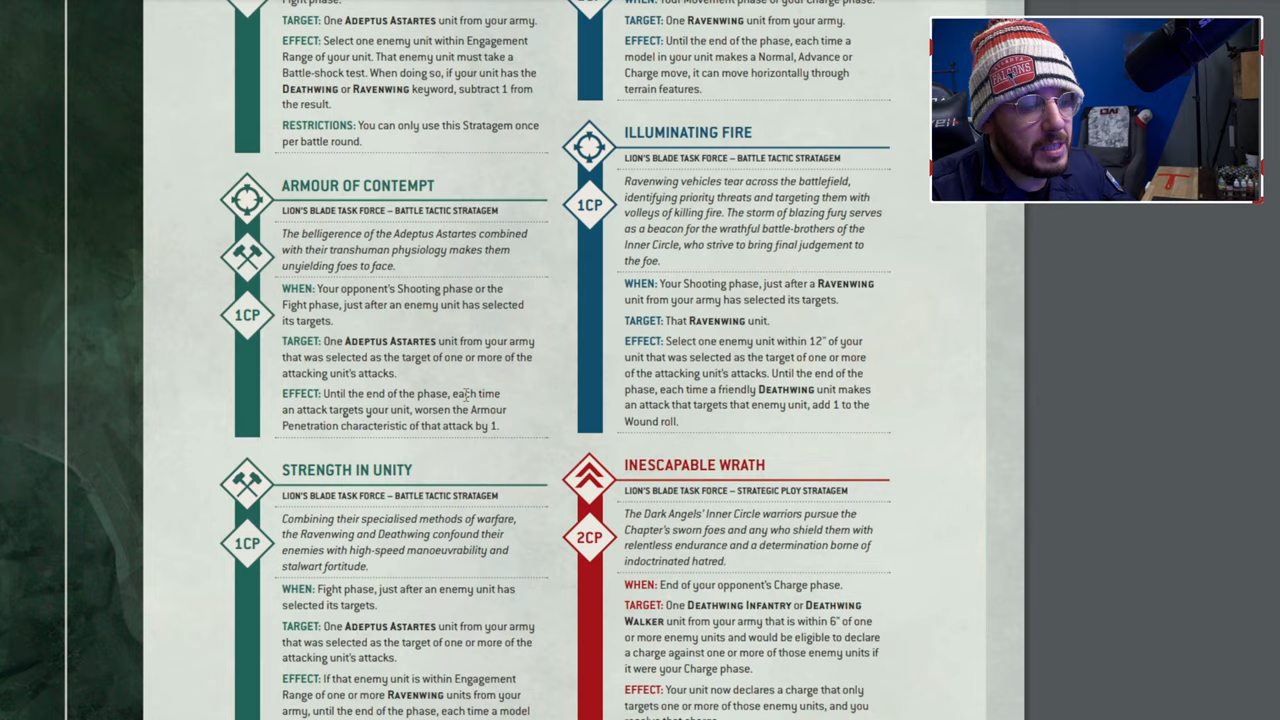 Fight phase.
TARGET: One ADEPTUS ASTARTES unit from your army.
EFFECT: Select one enemy unit within Engagement
Range of your unit. That enemy unit must take a
Battle-shock test. When doing so, if your unit has the
DEATHWING or RAVENWING keyword, subtract 1 from
the result.
RESTRICTIONS: You can only use this Stratagem once
per battle round.
ARMOUR OF CONTEMPT
LION'S BLADE TASK FORCE – BATTLE TACTIC STRATAGEM
The belligerence of the Adeptus Astartes combined
with their transhuman physiology makes them
unyielding foes to face.
1CP
WHEN: Your opponent's Shooting phase or the
Fight phase, just after an enemy unit has selected
its targets.
TARGET: One ADEPTUS ASTARTES unit from your army
that was selected as the target of one or more of the
attacking unit's attacks.
EFFECT: Until the end of the phase, each time
an attack targets your unit, worsen the Armour
Penetration characteristic of that attack by 1.
STRENGTH IN UNITY
LION'S BLADE TASK FORCE – BATTLE TACTIC STRATAGEM
1CP
Combining their specialised methods of warfare,
the Ravenwing and Deathwing confound their
enemies with high-speed manoeuvrability and
stalwart fortitude.
WHEN: Fight phase, just after an enemy unit has
selected its targets.
TARGET: One ADEPTUS ASTARTES unit from your army
that was selected as the target of one or more of the
attacking unit's attacks.
EFFECT: If that enemy unit is within Engagement
Range of one or more RAVENWING units from your
army, until the end of the phase, each time a model
WHEN: Your Movement phase or your Charge phase.
TARGET: One RAVENWING unit from your army.
EFFECT: Until the end of the phase, each time a
model in your unit makes a Normal, Advance or
Charge move, it can move horizontally through
terrain features.
ILLUMINATING FIRE
LION'S BLADE TASK FORCE – BATTLE TACTIC STRATAGEM
1CP
Ravenwing vehicles tear across the battlefield,
identifying priority threats and targeting them with
volleys of killing fire. The storm of blazing fury serves
as a beacon for the wrathful battle-brothers of the
Inner Circle, who strive to bring final judgement to
the foe.
WHEN: Your Shooting phase, just after a RAVENWING
unit from your army has selected its targets.
TARGET: That RAVENWING unit.
EFFECT: Select one enemy unit within 12" of your
unit that was selected as the target of one or more
of the attacking unit's attacks. Until the end of the
phase, each time a friendly DEATHWING unit makes
an attack that targets that enemy unit, add 1 to the
Wound roll.
INESCAPABLE WRATH
LION'S BLADE TASK FORCE – STRATEGIC PLOY STRATAGEM
2CP
The Dark Angels' Inner Circle warriors pursue the
Chapter's sworn foes and any who shield them with
relentless endurance and a determination borne of
indoctrinated hatred.
WHEN: End of your opponent's Charge phase.
TARGET: One DEATHWING INFANTRY or DEATHWING
WALKER unit from your army that is within 6" of one
or more enemy units and would be eligible to declare
a charge against one or more of those enemy units if
it were your Charge phase.
EFFECT: Your unit now declares a charge that only
targets one or more of those enemy units, and you
resolve that charge.
ATLANTA
FALCONS